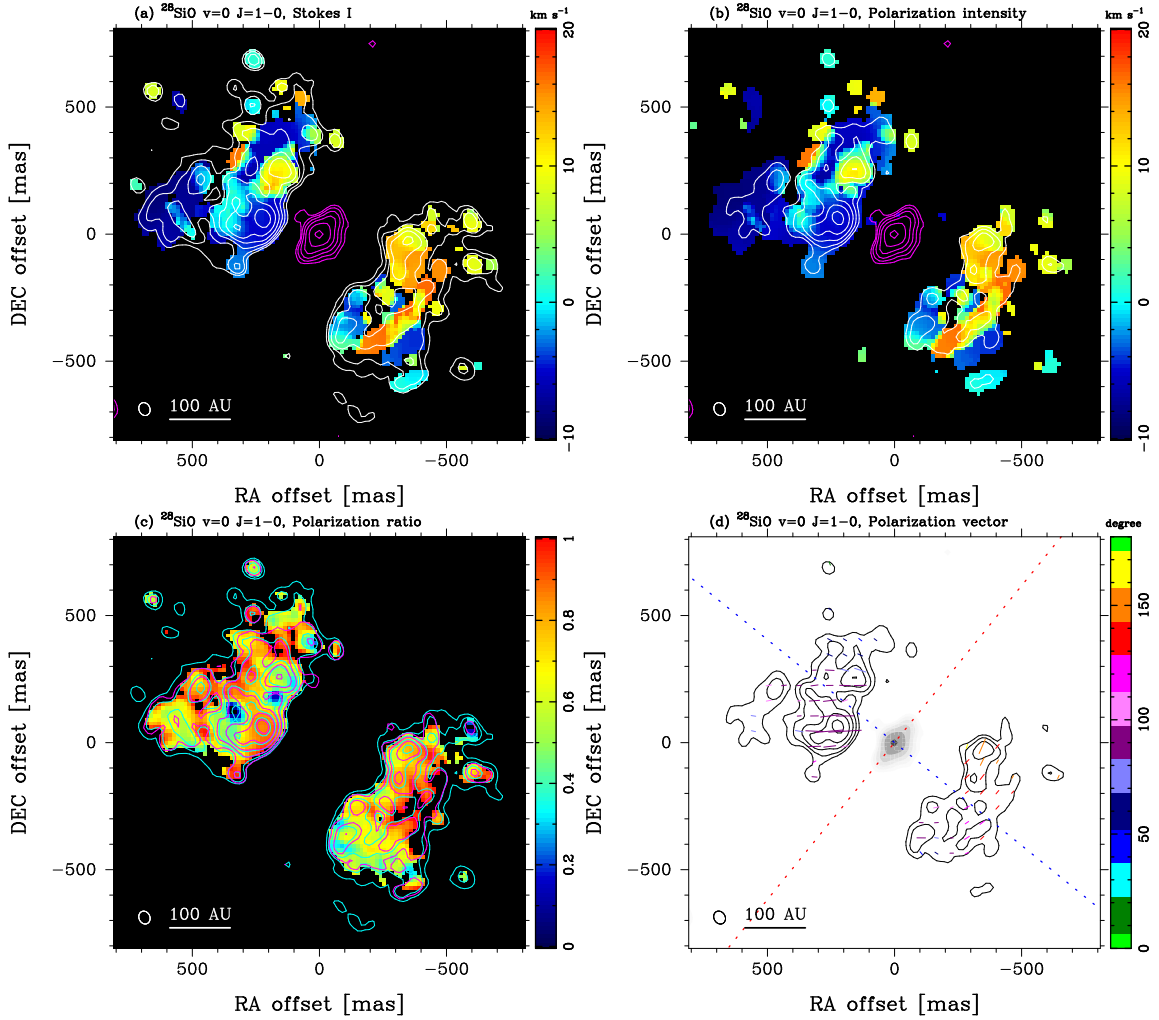 (a) ²⁸SiO v=0 J=1−0, Stokes I
km s⁻¹
(b) ²⁸SiO v=0 J=1−0, Polarization intensity
km s⁻¹
DEC offset [mas]
500
0
−500
100 AU
500
0
−500
RA offset [mas]
20
10
0
−10
DEC offset [mas]
500
0
−500
100 AU
500
0
−500
RA offset [mas]
20
10
0
−10
(c) ²⁸SiO v=0 J=1−0, Polarization ratio
(d) ²⁸SiO v=0 J=1−0, Polarization vector
degree
DEC offset [mas]
500
0
−500
100 AU
500
0
−500
RA offset [mas]
1
0.8
0.6
0.4
0.2
0
DEC offset [mas]
500
0
−500
100 AU
500
0
−500
RA offset [mas]
150
100
50
0